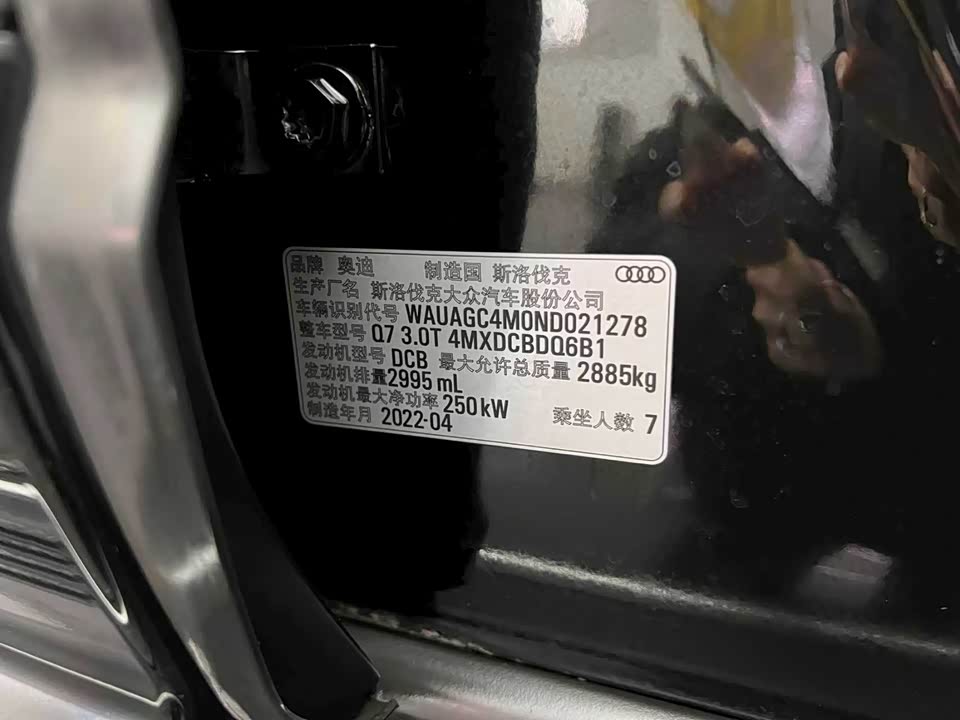 品牌 奥迪 制造国 斯洛伐克
生产厂名 斯洛伐克大众汽车股份公司
车辆识别代号 WAUAGC4M0ND021278
整车型号 Q7 3.0T 4MXDCBDQ6B1
发动机型号 DCB 最大允许总质量 2885kg
发动机排量 2995 mL
发动机最大净功率 250kW
制造年月 2022-04 乘坐人数 7